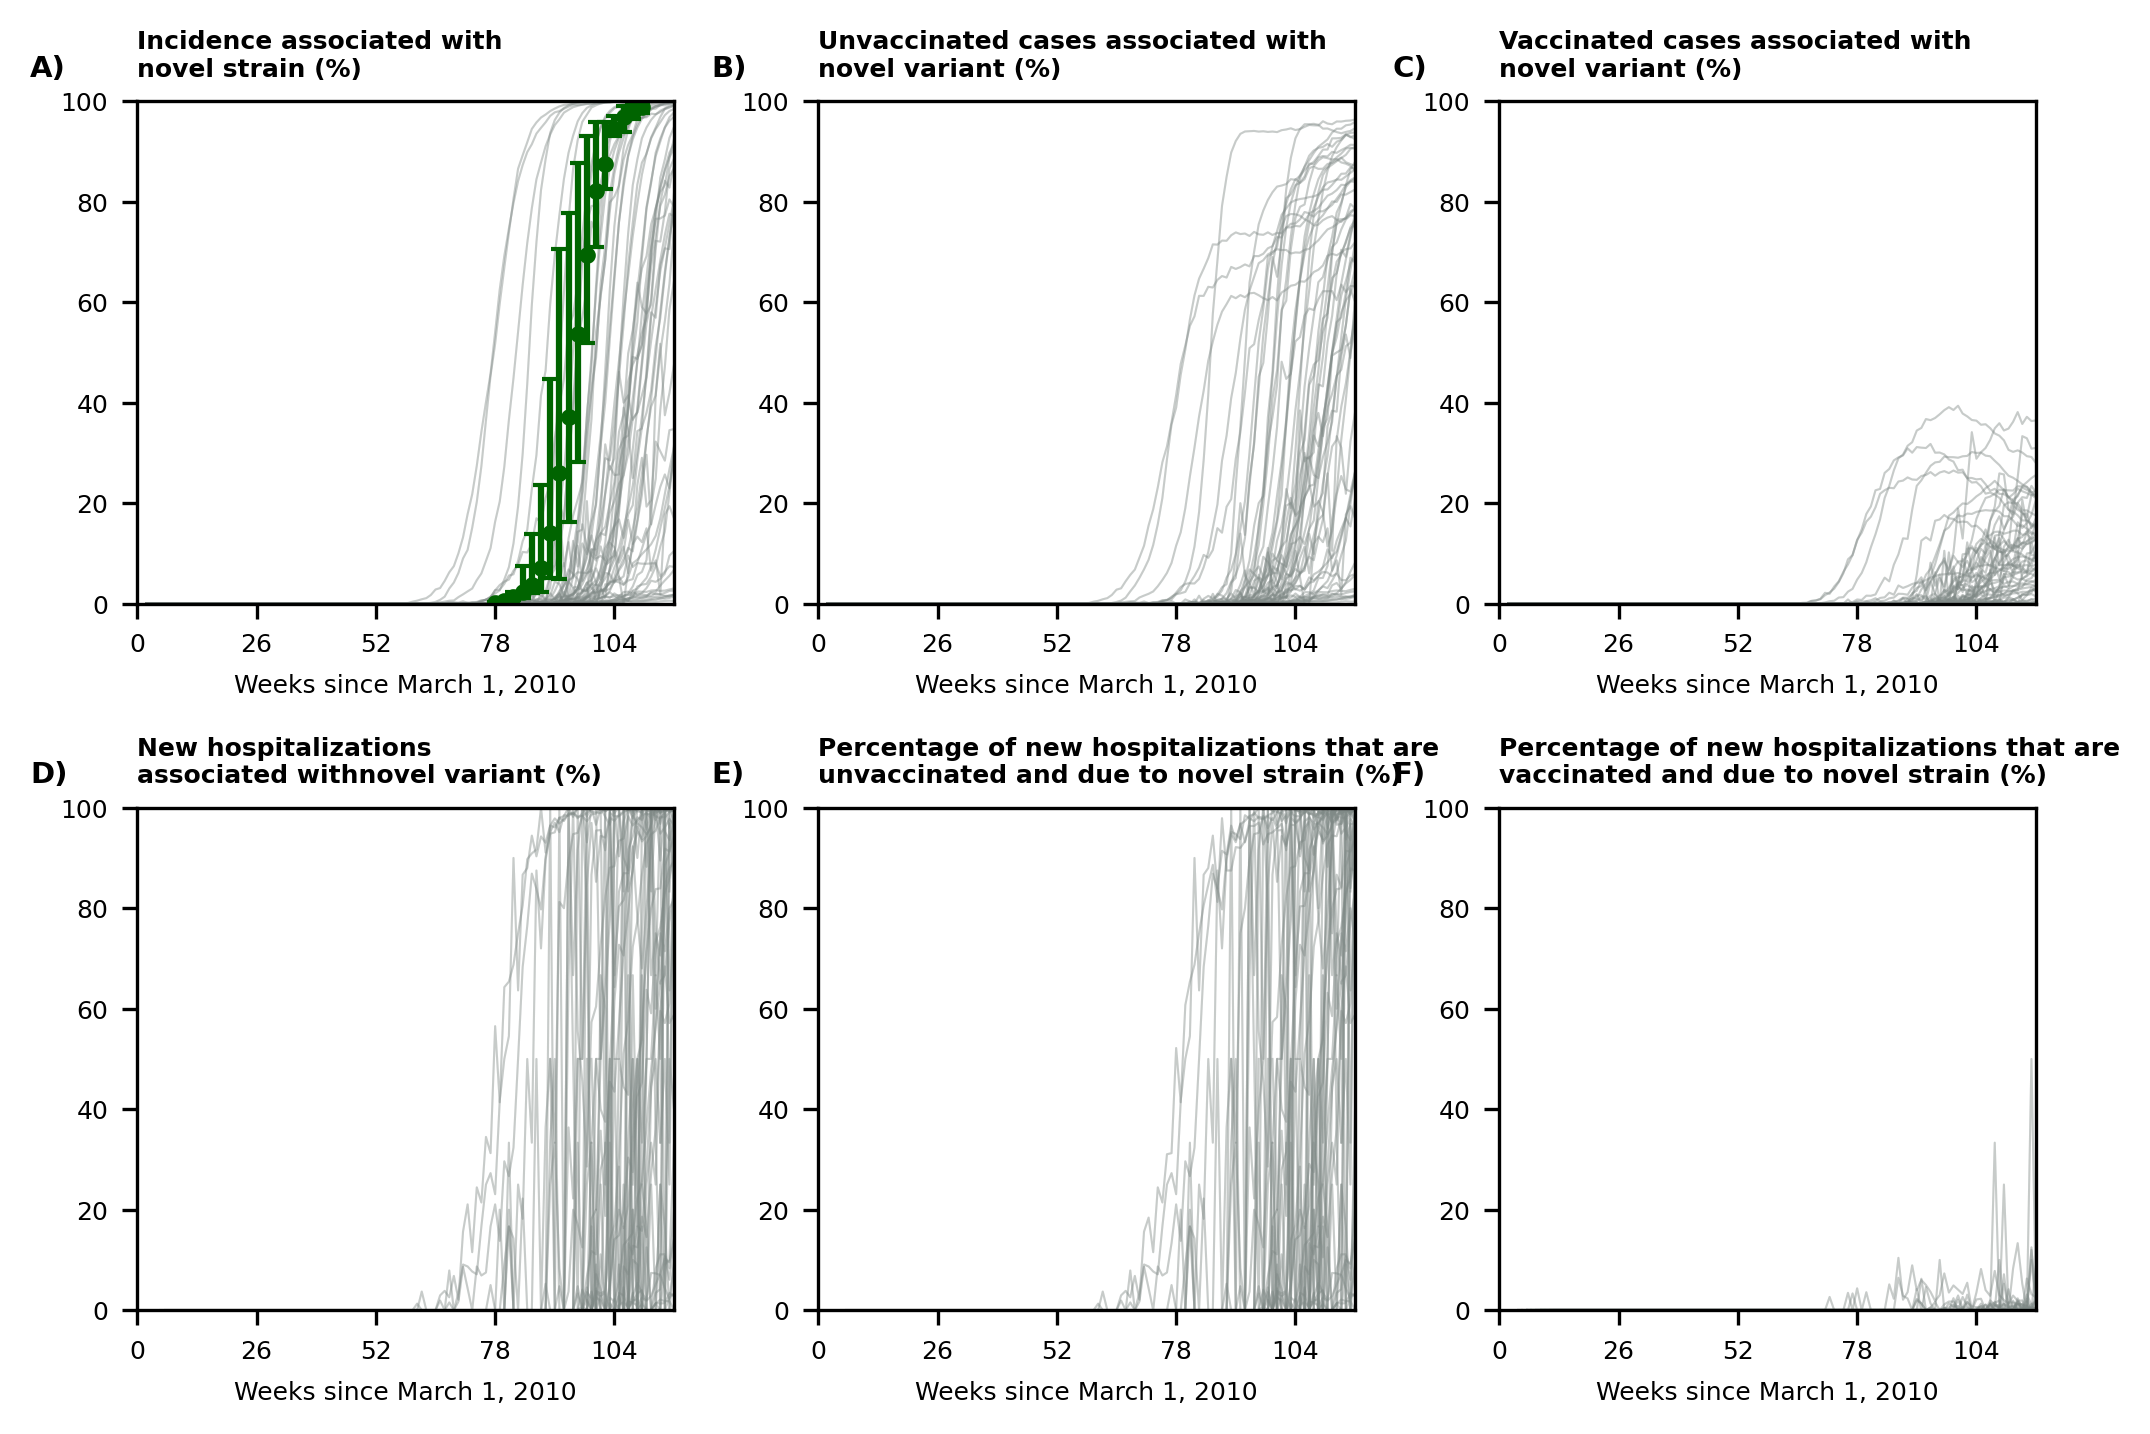 A)
Incidence associated with
novel strain (%)
100
80
60
40
20
0
0 26 52 78 104
Weeks since March 1, 2010
B)
Unvaccinated cases associated with
novel variant (%)
100
80
60
40
20
0
0 26 52 78 104
Weeks since March 1, 2010
C)
Vaccinated cases associated with
novel variant (%)
100
80
60
40
20
0
0 26 52 78 104
Weeks since March 1, 2010
D)
New hospitalizations
associated withnovel variant (%)
100
80
60
40
20
0
0 26 52 78 104
Weeks since March 1, 2010
E)
Percentage of new hospitalizations that are
unvaccinated and due to novel strain (%)
100
80
60
40
20
0
0 26 52 78 104
Weeks since March 1, 2010
F)
Percentage of new hospitalizations that are
vaccinated and due to novel strain (%)
100
80
60
40
20
0
0 26 52 78 104
Weeks since March 1, 2010